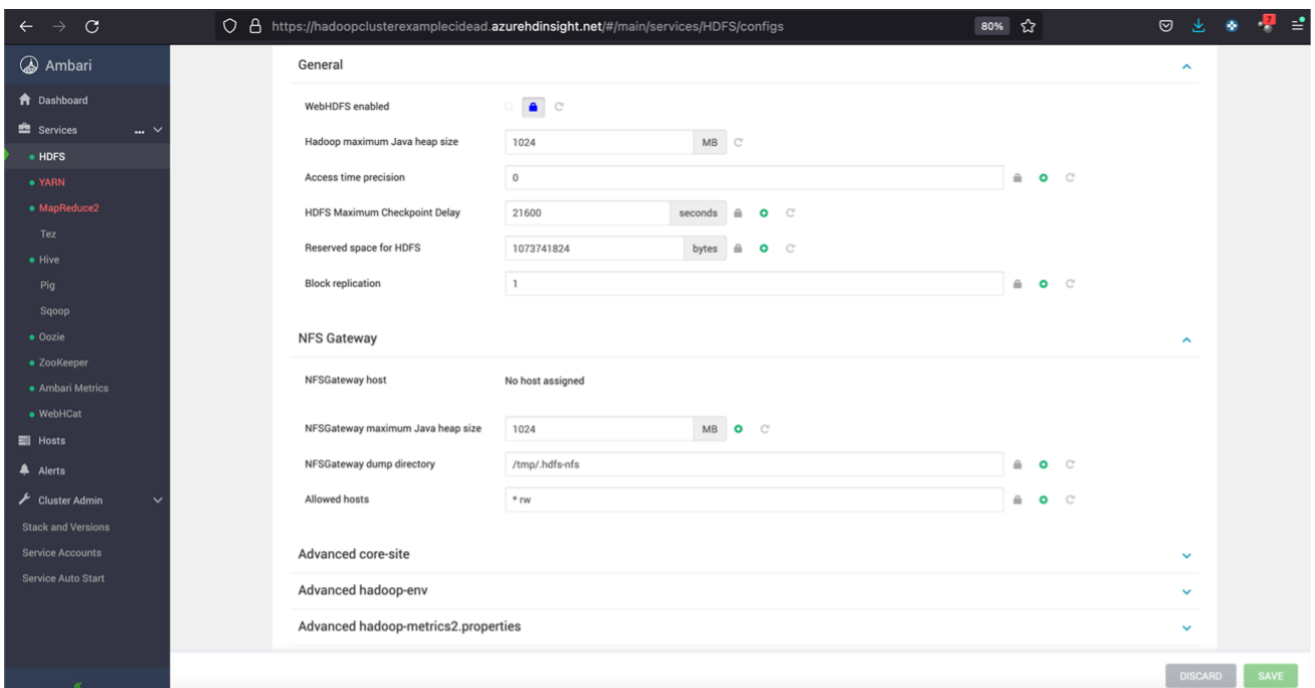 https://hadoopclusterexamplecidead.azurehdinsight.net/#/main/services/HDFS/configs 80% 7
Ambari
Dashboard
Services ...
HDFS
YARN
MapReduce2
Tez
Hive
Pig
Sqoop
Oozie
ZooKeeper
Ambari Metrics
WebHCat
Hosts
Alerts
Cluster Admin
Stack and Versions
Service Accounts
Service Auto Start
General
WebHDFS enabled
Hadoop maximum Java heap size 1024 MB
Access time precision 0
HDFS Maximum Checkpoint Delay 21600 seconds
Reserved space for HDFS 1073741824 bytes
Block replication 1
NFS Gateway
NFSGateway host No host assigned
NFSGateway maximum Java heap size 1024 MB
NFSGateway dump directory /tmp/.hdfs-nfs
Allowed hosts * rw
Advanced core-site
Advanced hadoop-env
Advanced hadoop-metrics2.properties
DISCARD SAVE